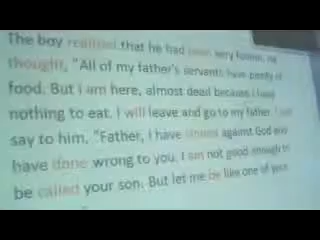 The boy realized that he had been very foolish. He
thought, "All of my father's servants have plenty of
food. But I am here, almost dead because I have
nothing to eat. I will leave and go to my father. I
say to him, "Father, I have sinned against God and
have done wrong to you. I am not good enough to
be called your son. But let me be like one of your